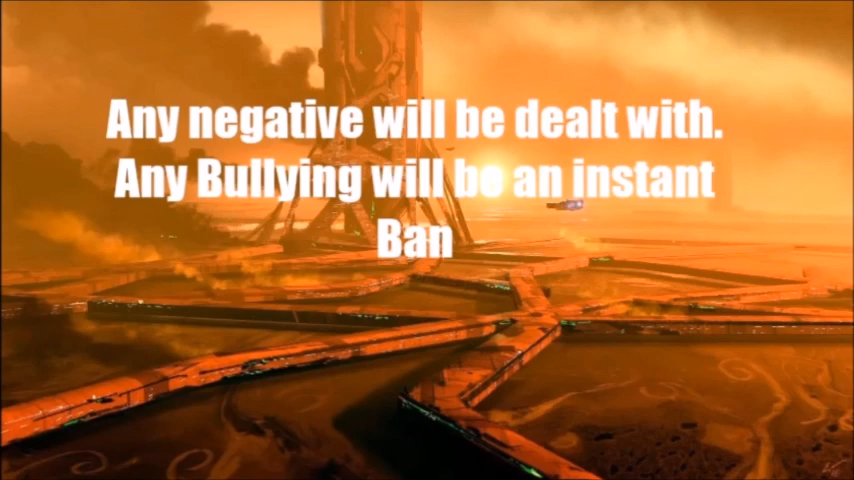 Any negative will be dealt with.
Any Bullying will be an instant
Ban